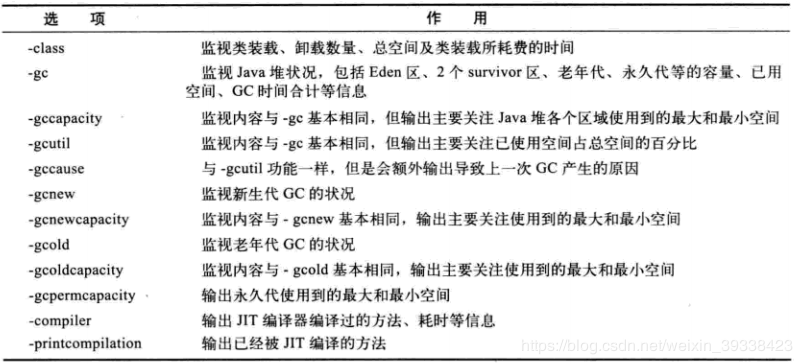 选 项 作 用
-class 监视类装载、卸载数量、总空间及类装载所耗费的时间
-gc 监视 Java 堆状况，包括 Eden 区、2 个 survivor 区、老年代、永久代等的容量、已用
空间、GC 时间合计等信息
-gccapacity 监视内容与 -gc 基本相同，但输出主要关注 Java 堆各个区域使用到的最大和最小空间
-gcutil 监视内容与 -gc 基本相同，但输出主要关注已使用空间占总空间的百分比
-gccause 与 -gcutil 功能一样，但是会额外输出导致上一次 GC 产生的原因
-gcnew 监视新生代 GC 的状况
-gcnewcapacity 监视内容与 - gcnew 基本相同，输出主要关注使用到的最大和最小空间
-gcold 监视老年代 GC 的状况
-gcoldcapacity 监视内容与 - gcold 基本相同，输出主要关注使用到的最大和最小空间
-gcpermcapacity 输出永久代使用到的最大和最小空间
-compiler 输出 JIT 编译器编译过的方法、耗时等信息
-printcompilation 输出已经被 JIT 编译的方法
https://blog.csdn.net/weixin_39338423